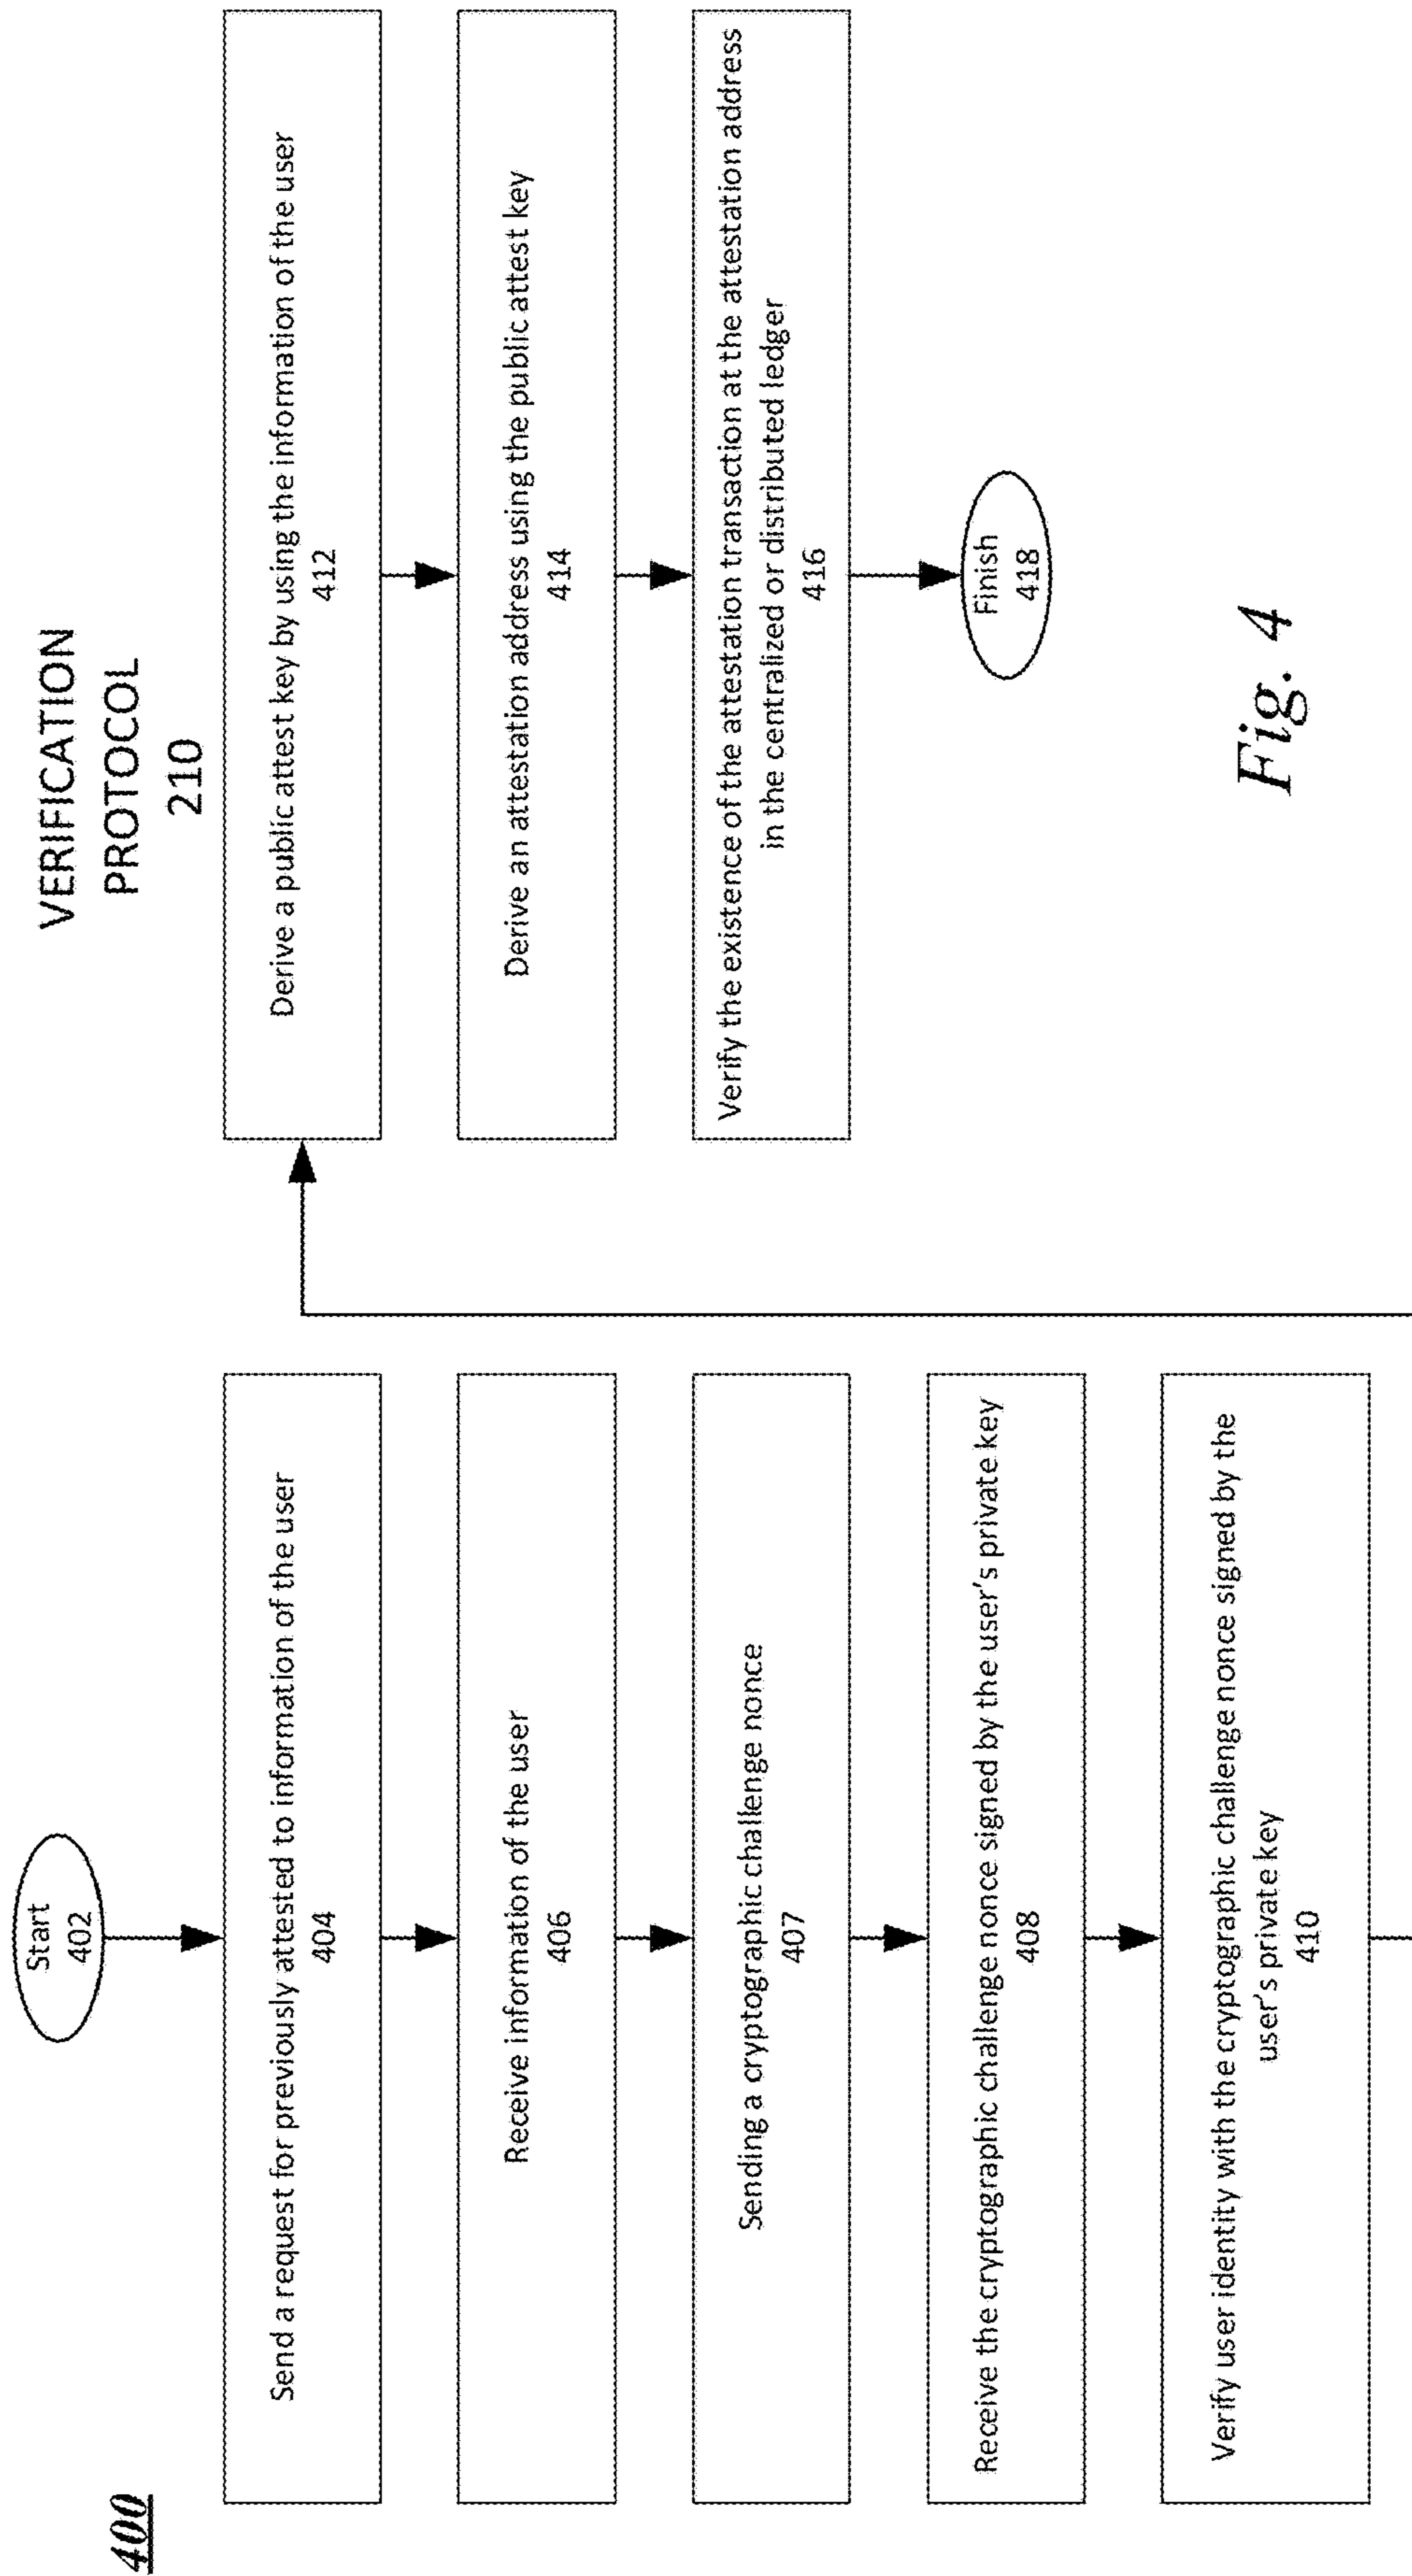 400
Start
402
Send a request for previously attested to information of the user
404
Receive information of the user
406
Sending a cryptographic challenge nonce
407
Receive the cryptographic challenge nonce signed by the user's private key
408
Verify user identity with the cryptographic challenge nonce signed by the
user's private key
410
VERIFICATION
PROTOCOL
210
Derive a public attest key by using the information of the user
412
Derive an attestation address using the public attest key
414
Verify the existence of the attestation transaction at the attestation address
in the centralized or distributed ledger
416
Finish
418
Fig. 4